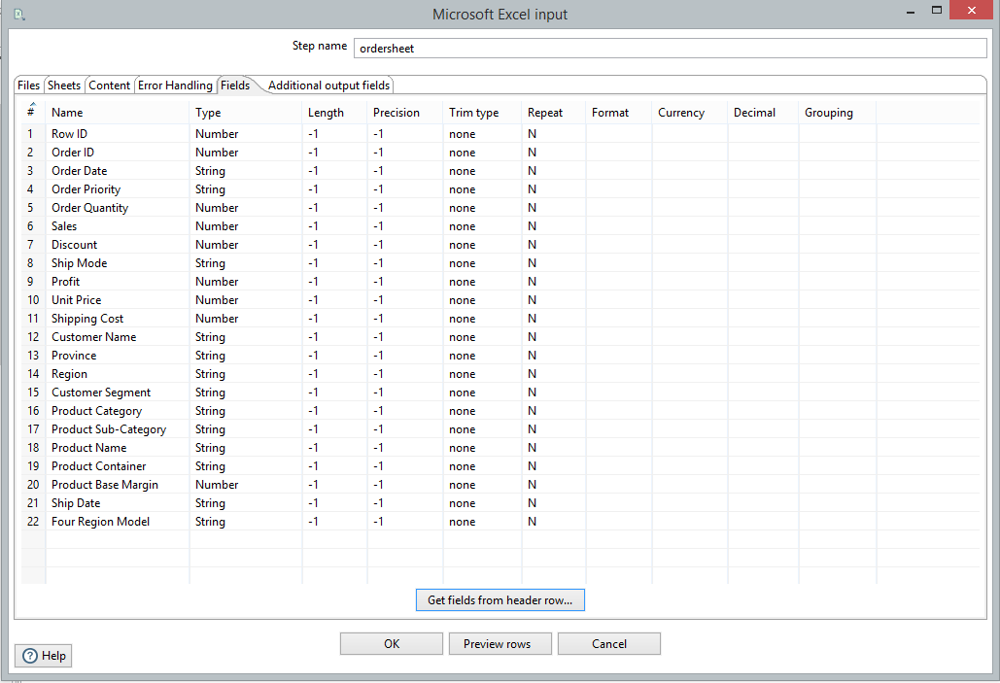 Microsoft Excel input
Step name ordersheet
Files Sheets Content Error Handling Fields Additional output fields
# Name Type Length Precision Trim type Repeat Format Currency Decimal Grouping
1 Row ID Number -1 -1 none N
2 Order ID Number -1 -1 none N
3 Order Date String -1 -1 none N
4 Order Priority String -1 -1 none N
5 Order Quantity Number -1 -1 none N
6 Sales Number -1 -1 none N
7 Discount Number -1 -1 none N
8 Ship Mode String -1 -1 none N
9 Profit Number -1 -1 none N
10 Unit Price Number -1 -1 none N
11 Shipping Cost Number -1 -1 none N
12 Customer Name String -1 -1 none N
13 Province String -1 -1 none N
14 Region String -1 -1 none N
15 Customer Segment String -1 -1 none N
16 Product Category String -1 -1 none N
17 Product Sub-Category String -1 -1 none N
18 Product Name String -1 -1 none N
19 Product Container String -1 -1 none N
20 Product Base Margin Number -1 -1 none N
21 Ship Date String -1 -1 none N
22 Four Region Model String -1 -1 none N
Get fields from header row...
OK Preview rows Cancel
? Help